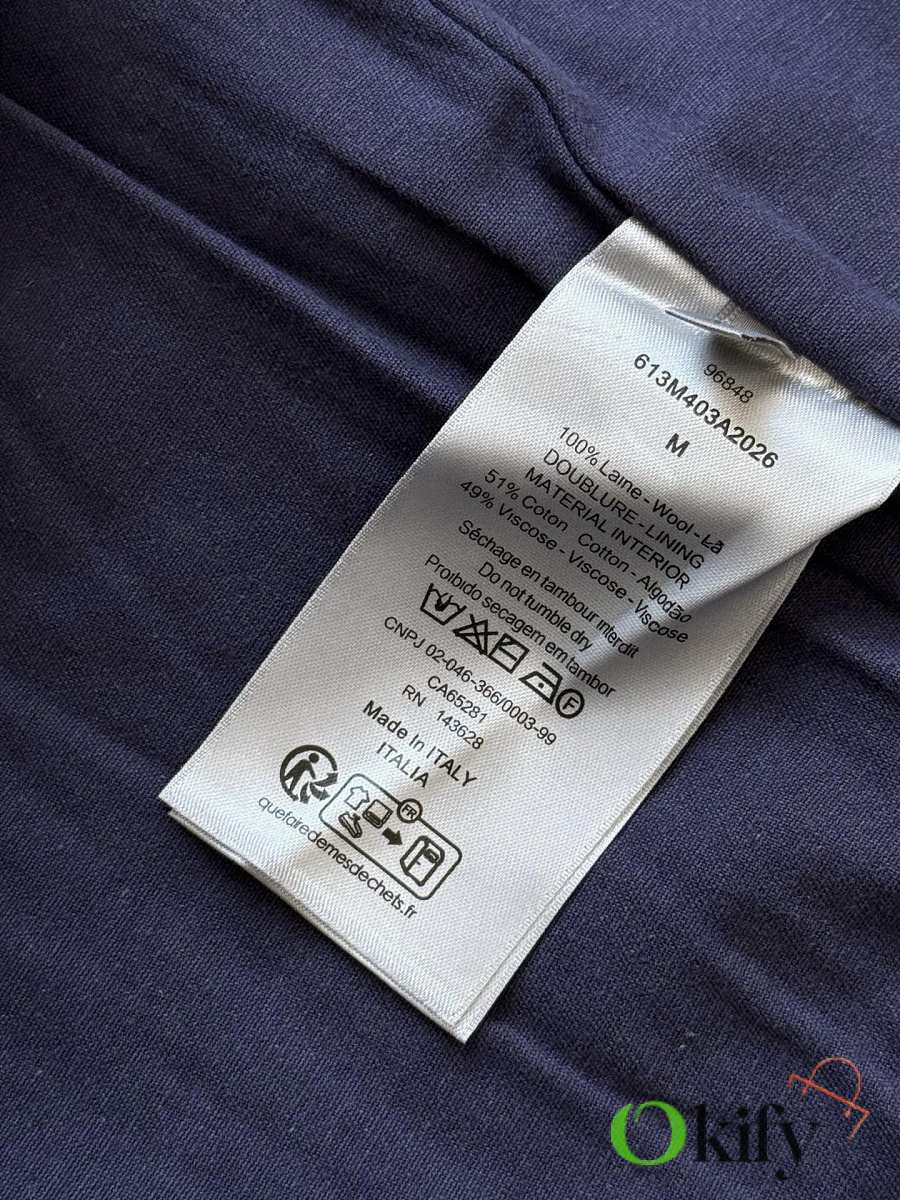 96848
613M403A2026
M
100% Laine - Wool - Lã
DOUBLURE - LINING
MATERIAL INTERIOR
51% Coton Cotton - Algodão
49% Viscose - Viscose - Viscose
Séchage en tambour interdit
Do not tumble dry
Proibido secagem em tambor
F
CNPJ 02-046-366/0003-99
CA65281
RN 143628
Made In ITALY
ITALIA
FR
quefairedemesdechets.fr
Okify